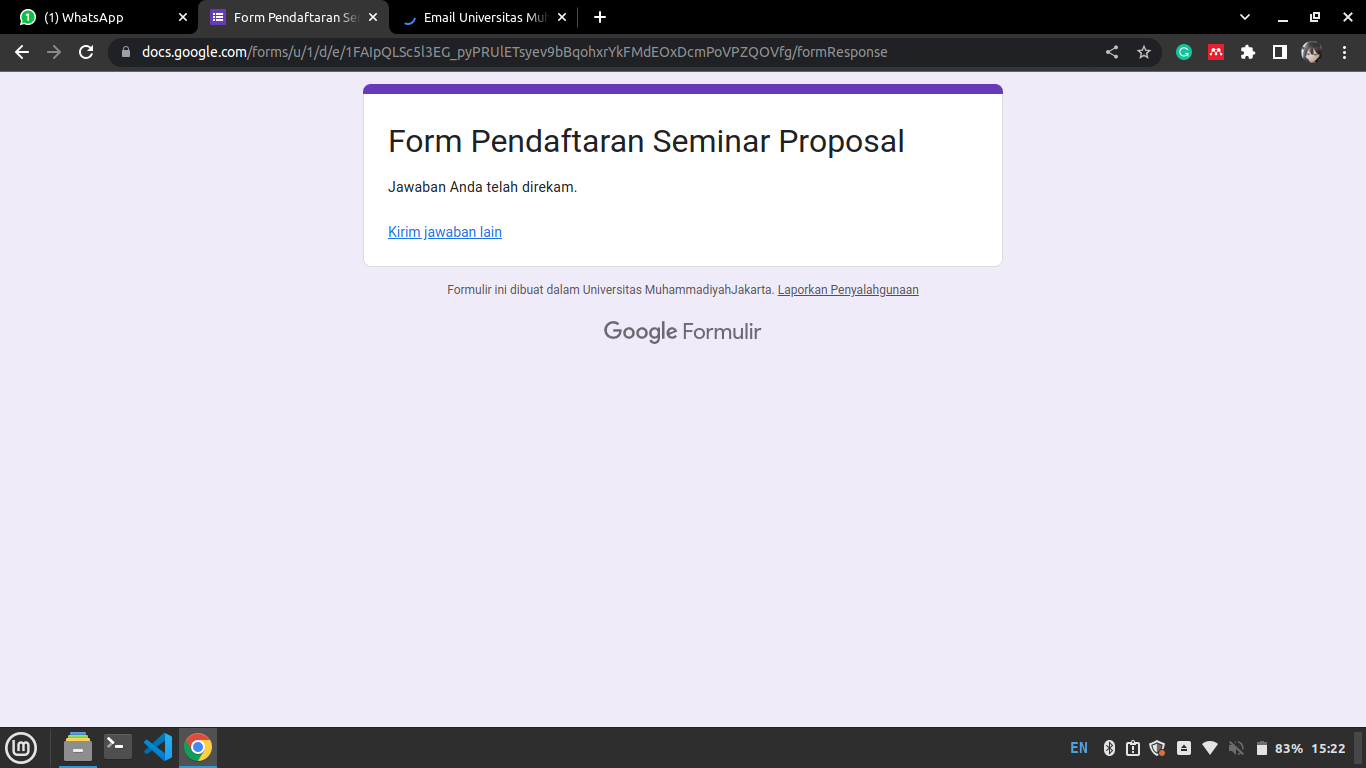 (1) WhatsApp
Form Pendaftaran Se
Email Universitas Mu
docs.google.com/forms/u/1/d/e/1FAIpQLSc5l3EG_pyPRUlETsyev9bBqohxrYkFMdEOxDcmPoVPZQOVfg/formResponse
Form Pendaftaran Seminar Proposal
Jawaban Anda telah direkam.
Kirim jawaban lain
Formulir ini dibuat dalam Universitas MuhammadiyahJakarta. Laporkan Penyalahgunaan
Google Formulir
EN
83%
15:22